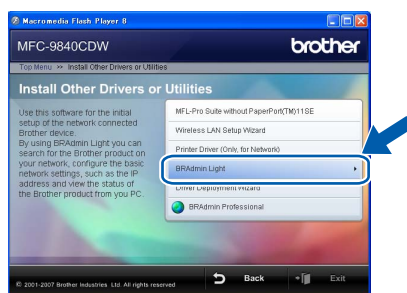 Macromedia Flash Player 8
MFC-9840CDW
brother
Top Menu >> Install Other Drivers or Utilities
Install Other Drivers or Utilities
Use this software for the initial
setup of the network connected
Brother device.
By using BRAdmin Light you can
search for the Brother product on
your network, configure the basic
network settings, such as the IP
address and view the status of
the Brother product from you PC.
MFL-Pro Suite without PaperPort(TM)11SE
Wireless LAN Setup Wizard
Printer Driver (Only, for Network)
BRAdmin Light
Driver Deployment Wizard
BRAdmin Professional
© 2001-2007 Brother Industries Ltd. All rights reserved
Back
Exit